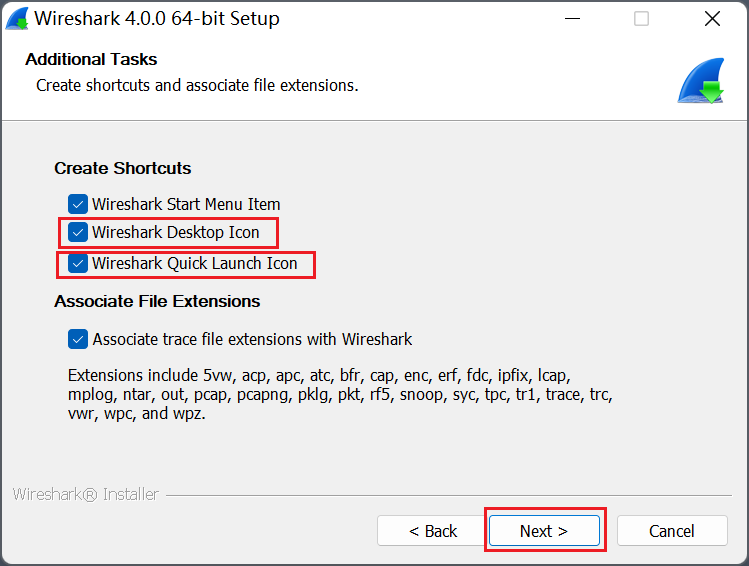 Wireshark 4.0.0 64-bit Setup
Additional Tasks
Create shortcuts and associate file extensions.
Create Shortcuts
Wireshark Start Menu Item
Wireshark Desktop Icon
Wireshark Quick Launch Icon
Associate File Extensions
Associate trace file extensions with Wireshark
Extensions include 5vw, acp, apc, atc, bfr, cap, enc, erf, fdc, ipfix, lcap,
mplog, ntar, out, pcap, pcapng, pklg, pkt, rf5, snoop, syc, tpc, tr1, trace, trc,
vwr, wpc, and wpz.
Wireshark® Installer
< Back Next > Cancel